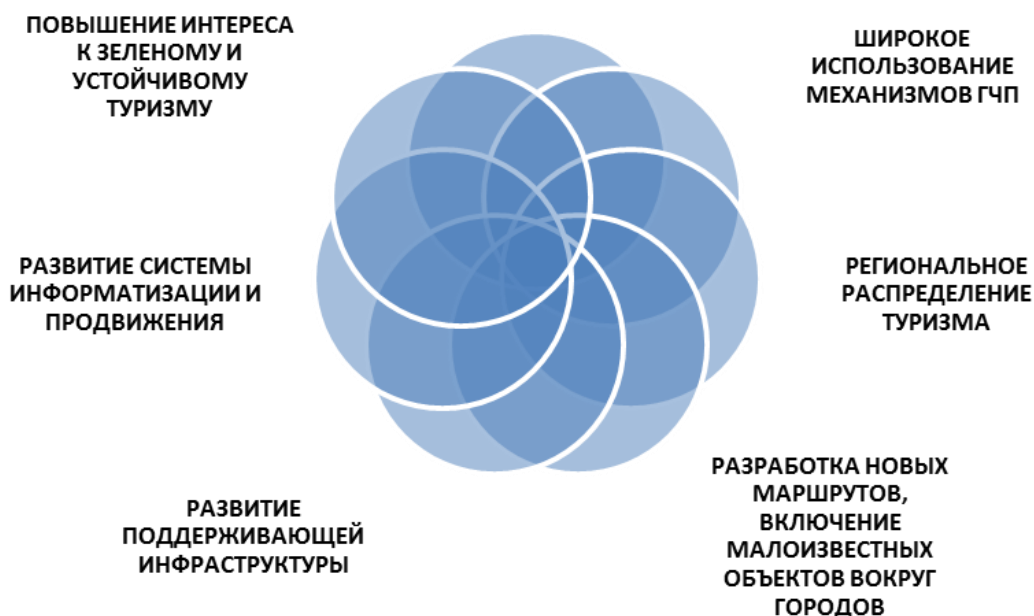 ПОВЫШЕНИЕ ИНТЕРЕСА
К ЗЕЛЕНОМУ И
УСТОЙЧИВОМУ
ТУРИЗМУ
ШИРОКОЕ
ИСПОЛЬЗОВАНИЕ
МЕХАНИЗМОВ ГЧП
РАЗВИТИЕ СИСТЕМЫ
ИНФОРМАТИЗАЦИИ И
ПРОДВИЖЕНИЯ
РЕГИОНАЛЬНОЕ
РАСПРЕДЕЛЕНИЕ
ТУРИЗМА
РАЗВИТИЕ
ПОДДЕРЖИВАЮЩЕЙ
ИНФРАСТРУКТУРЫ
РАЗРАБОТКА НОВЫХ
МАРШРУТОВ,
ВКЛЮЧЕНИЕ
МАЛОИЗВЕСТНЫХ
ОБЪЕКТОВ ВОКРУГ
ГОРОДОВ